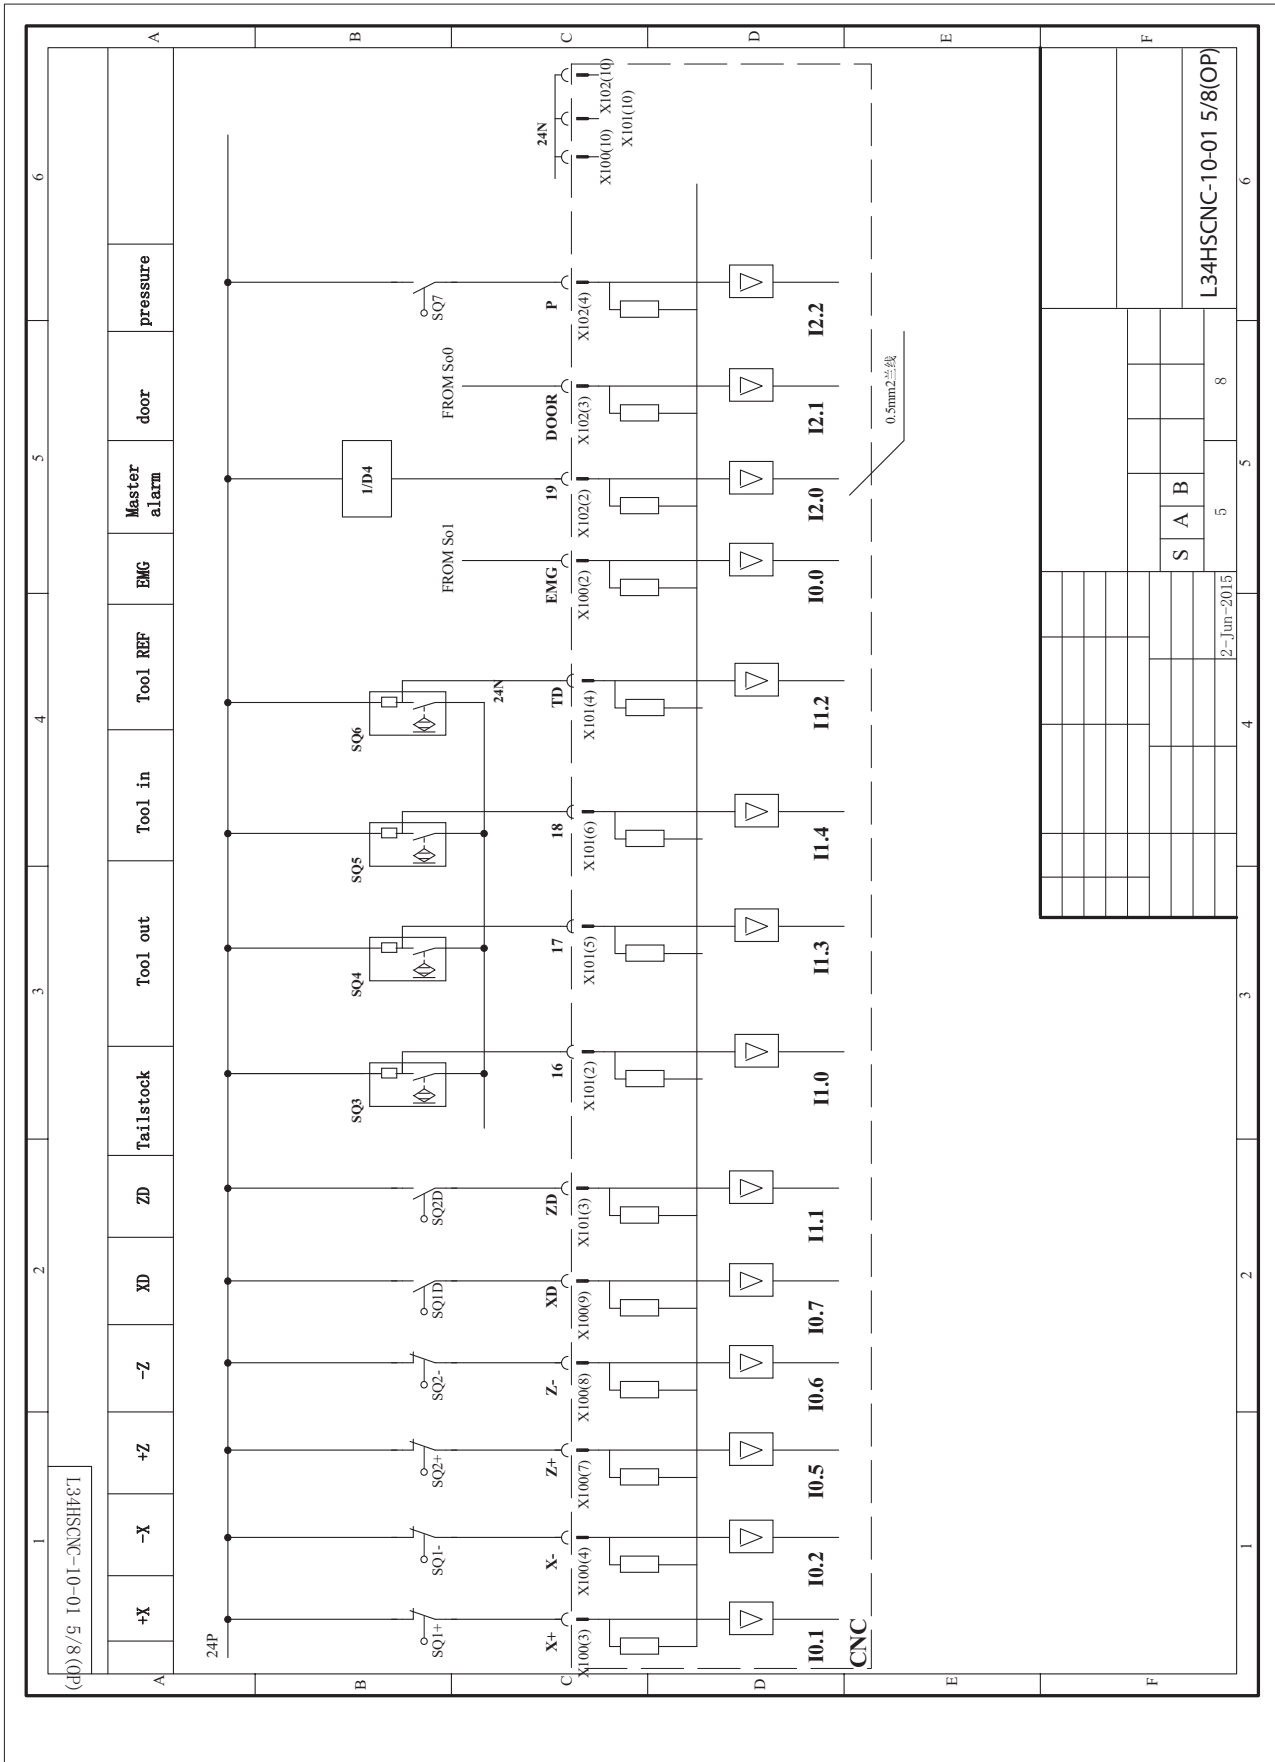 L34HSCNC-10-01 5/8(OP)
1
2
3
4
5
6
A
B
C
D
E
F
+X
-X
+Z
-Z
XD
ZD
Tailstock
Tool out
Tool in
Tool REF
EMG
Master
alarm
door
pressure
24P
SQ1+
SQ1-
SQ2+
SQ2-
SQ1D
SQ2D
SQ3
SQ4
SQ5
SQ6
24N
FROM So1
1/D4
FROM So0
SQ7
24N
X+
X-
Z+
Z-
XD
ZD
16
17
18
TD
EMG
19
DOOR
P
X100(3)
X100(4)
X100(7)
X100(8)
X100(9)
X101(3)
X101(2)
X101(5)
X101(6)
X101(4)
X100(2)
X102(2)
X102(3)
X102(4)
X100(10)
X101(10)
X102(10)
I0.1
I0.2
I0.5
I0.6
I0.7
I1.1
I1.0
I1.3
I1.4
I1.2
I0.0
I2.0
I2.1
I2.2
CNC
0.5mm2兰线
A
B
C
D
E
F
1
2
3
4
5
6
2-Jun-2015
S A B
5
8
L34HSCNC-10-01 5/8(OP)